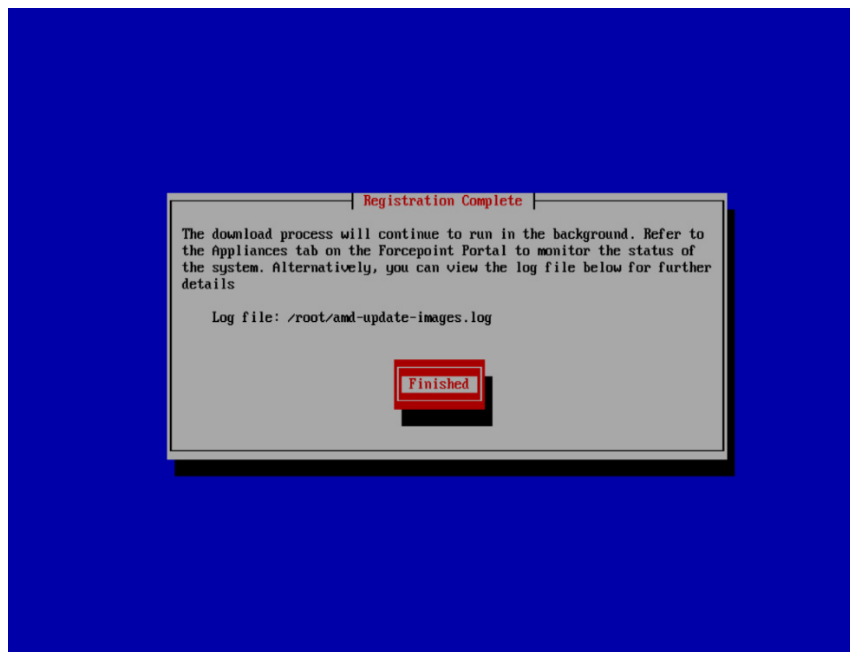 Registration Complete
The download process will continue to run in the background. Refer to
the Appliances tab on the Forcepoint Portal to monitor the status of
the system. Alternatively, you can view the log file below for further
details
Log file: /root/amd-update-images.log
Finished